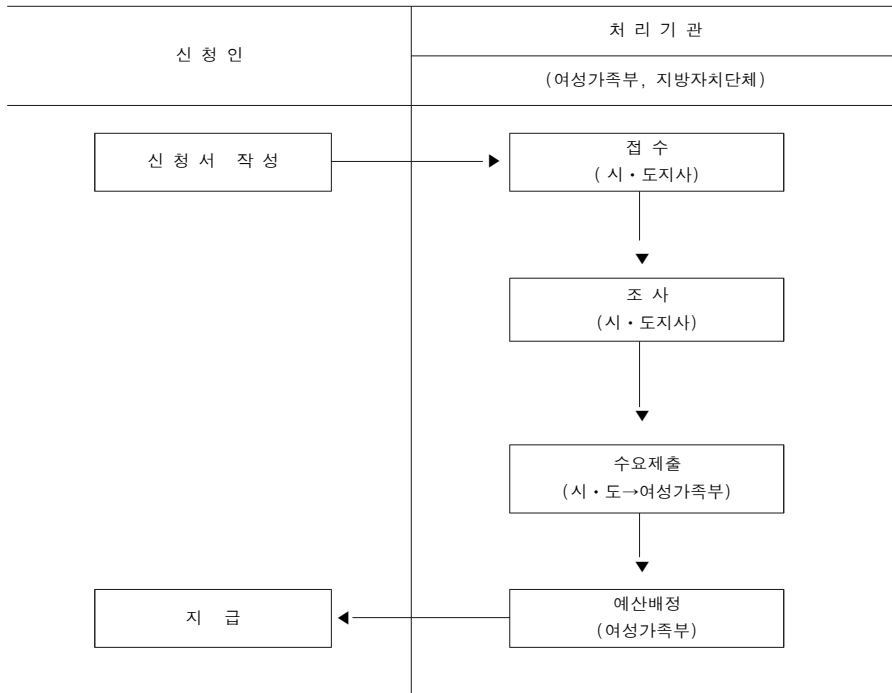 신 청 인
처 리 기 관
(여성가족부, 지방자치단체)
신 청 서 작 성
접 수
( 시・도지사)
조 사
(시・도지사)
수요제출
(시・도→여성가족부)
예산배정
(여성가족부)
지 급